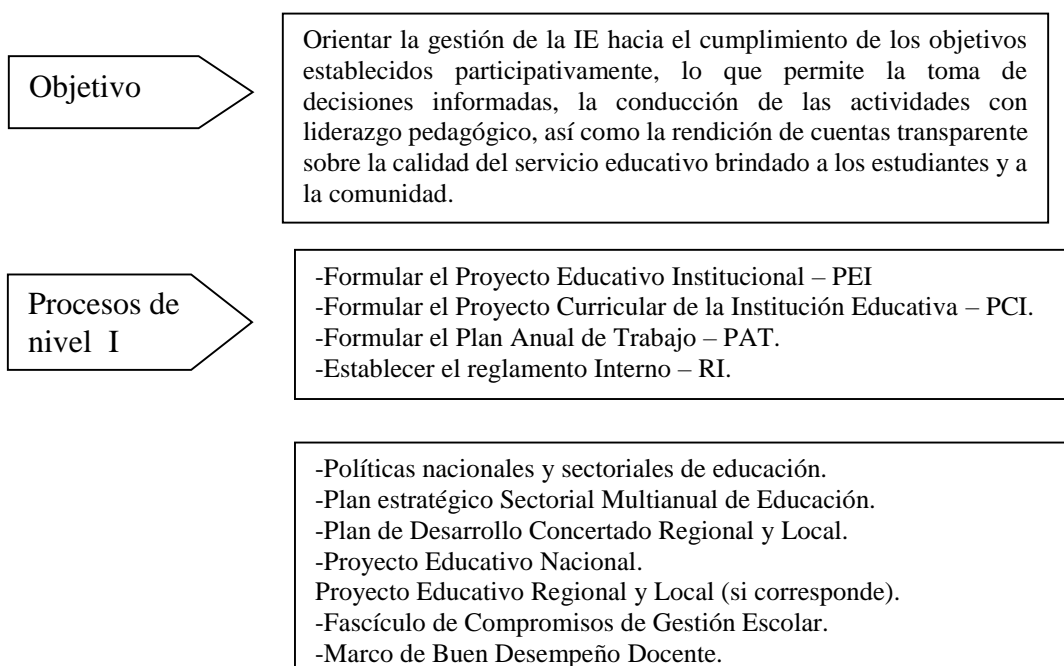 Objetivo
Orientar la gestión de la IE hacia el cumplimiento de los objetivos
establecidos participativamente, lo que permite la toma de
decisiones informadas, la conducción de las actividades con
liderazgo pedagógico, así como la rendición de cuentas transparente
sobre la calidad del servicio educativo brindado a los estudiantes y a
la comunidad.
Procesos de
nivel I
-Formular el Proyecto Educativo Institucional – PEI
-Formular el Proyecto Curricular de la Institución Educativa – PCI.
-Formular el Plan Anual de Trabajo – PAT.
-Establecer el reglamento Interno – RI.
-Políticas nacionales y sectoriales de educación.
-Plan estratégico Sectorial Multianual de Educación.
-Plan de Desarrollo Concertado Regional y Local.
-Proyecto Educativo Nacional.
Proyecto Educativo Regional y Local (si corresponde).
-Fascículo de Compromisos de Gestión Escolar.
-Marco de Buen Desempeño Docente.